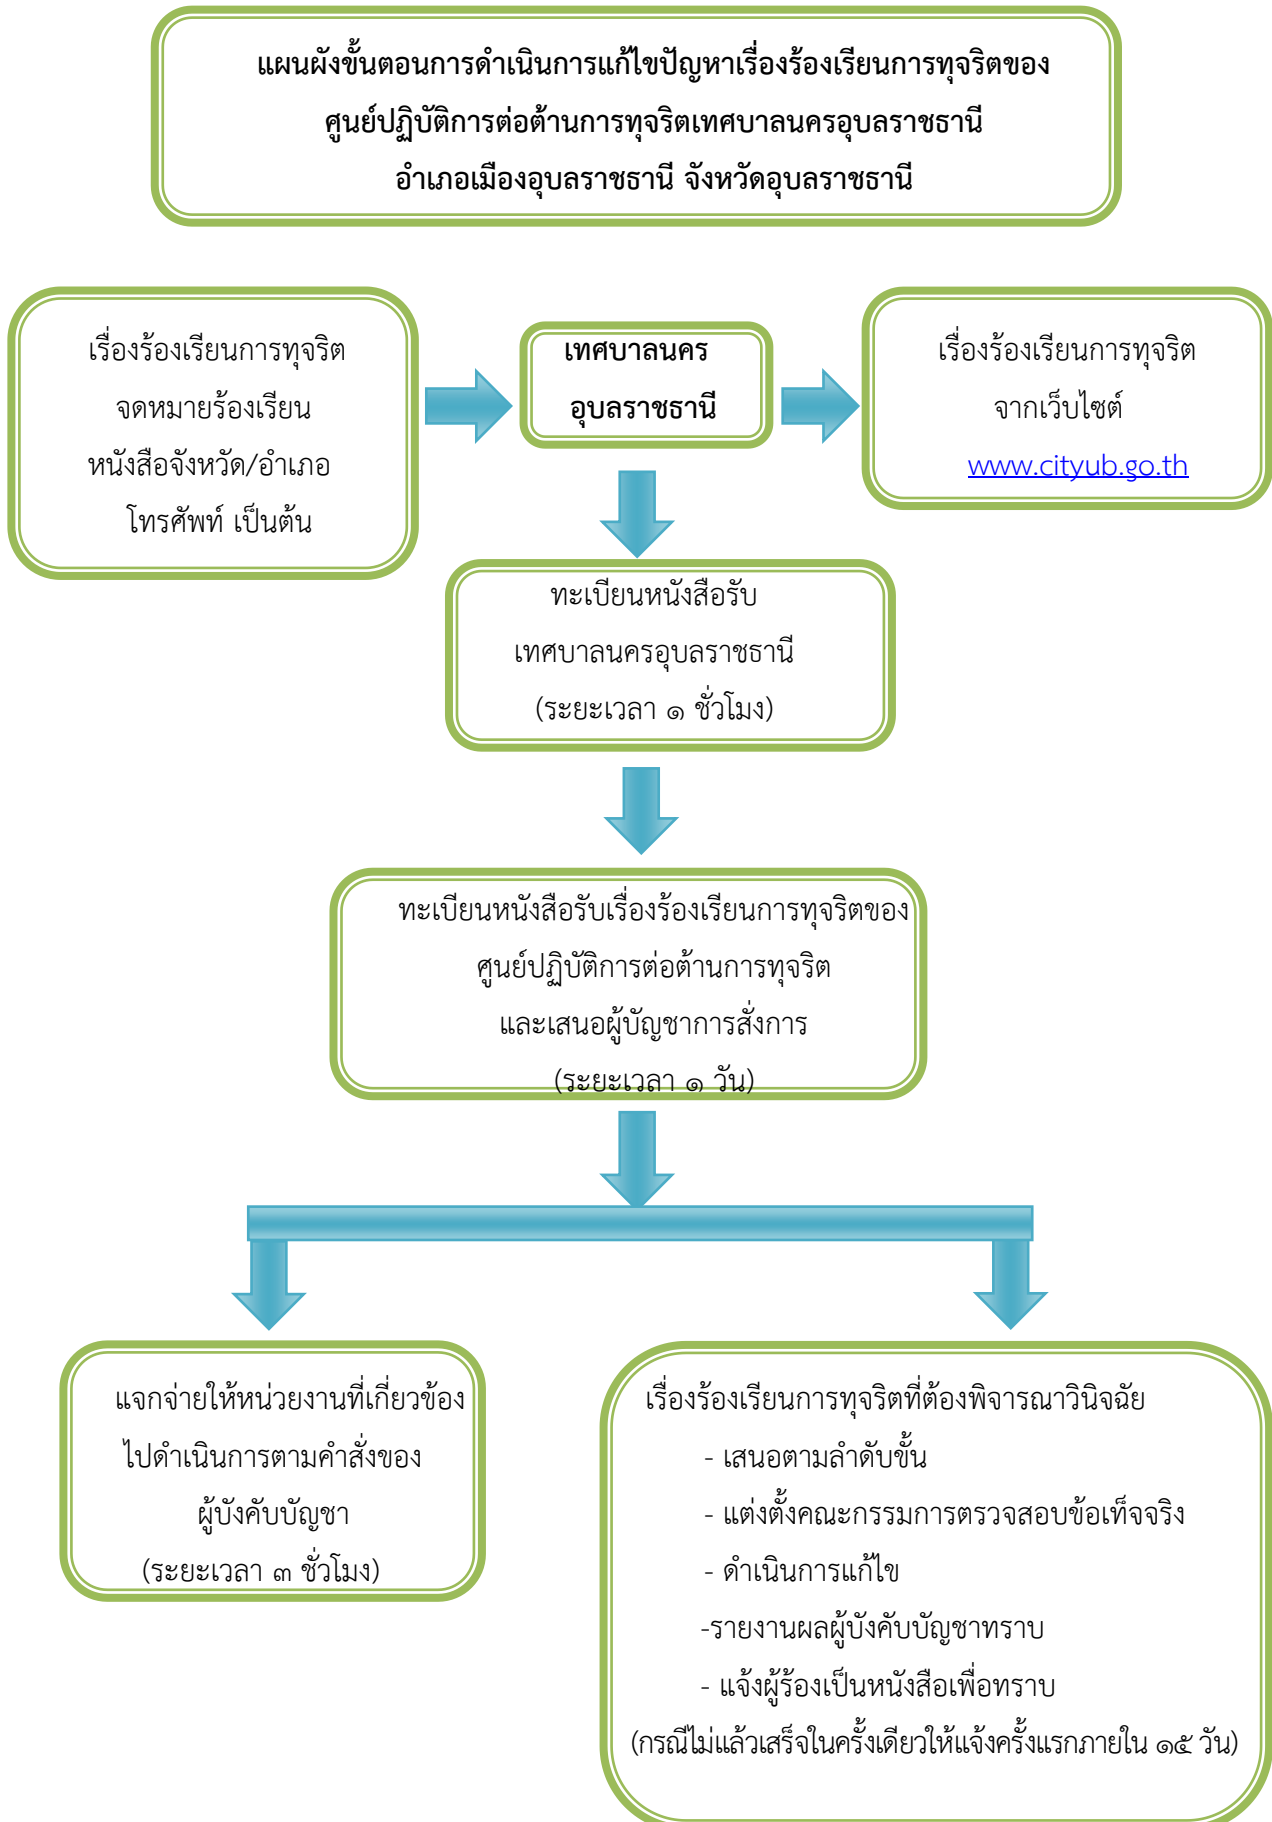 แผนผังขั้นตอนการดำเนินการแก้ไขปัญหาเรื่องร้องเรียนการทุจริตของ
ศูนย์ปฏิบัติการต่อต้านการทุจริตเทศบาลนครอุบลราชธานี
อำเภอเมืองอุบลราชธานี จังหวัดอุบลราชธานี
เรื่องร้องเรียนการทุจริต
จดหมายร้องเรียน
หนังสือจังหวัด/อำเภอ
โทรศัพท์ เป็นต้น
เทศบาลนคร
อุบลราชธานี
เรื่องร้องเรียนการทุจริต
จากเว็บไซต์
www.cityub.go.th
ทะเบียนหนังสือรับ
เทศบาลนครอุบลราชธานี
(ระยะเวลา ๑ ชั่วโมง)
ทะเบียนหนังสือรับเรื่องร้องเรียนการทุจริตของ
ศูนย์ปฏิบัติการต่อต้านการทุจริต
และเสนอผู้บัญชาการสั่งการ
(ระยะเวลา ๑ วัน)
แจกจ่ายให้หน่วยงานที่เกี่ยวข้อง
ไปดำเนินการตามคำสั่งของ
ผู้บังคับบัญชา
(ระยะเวลา ๓ ชั่วโมง)
เรื่องร้องเรียนการทุจริตที่ต้องพิจารณาวินิจฉัย
- เสนอตามลำดับขั้น
- แต่งตั้งคณะกรรมการตรวจสอบข้อเท็จจริง
- ดำเนินการแก้ไข
-รายงานผลผู้บังคับบัญชาทราบ
- แจ้งผู้ร้องเป็นหนังสือเพื่อทราบ
(กรณีไม่แล้วเสร็จในครั้งเดียวให้แจ้งครั้งแรกภายใน ๑๕ วัน)